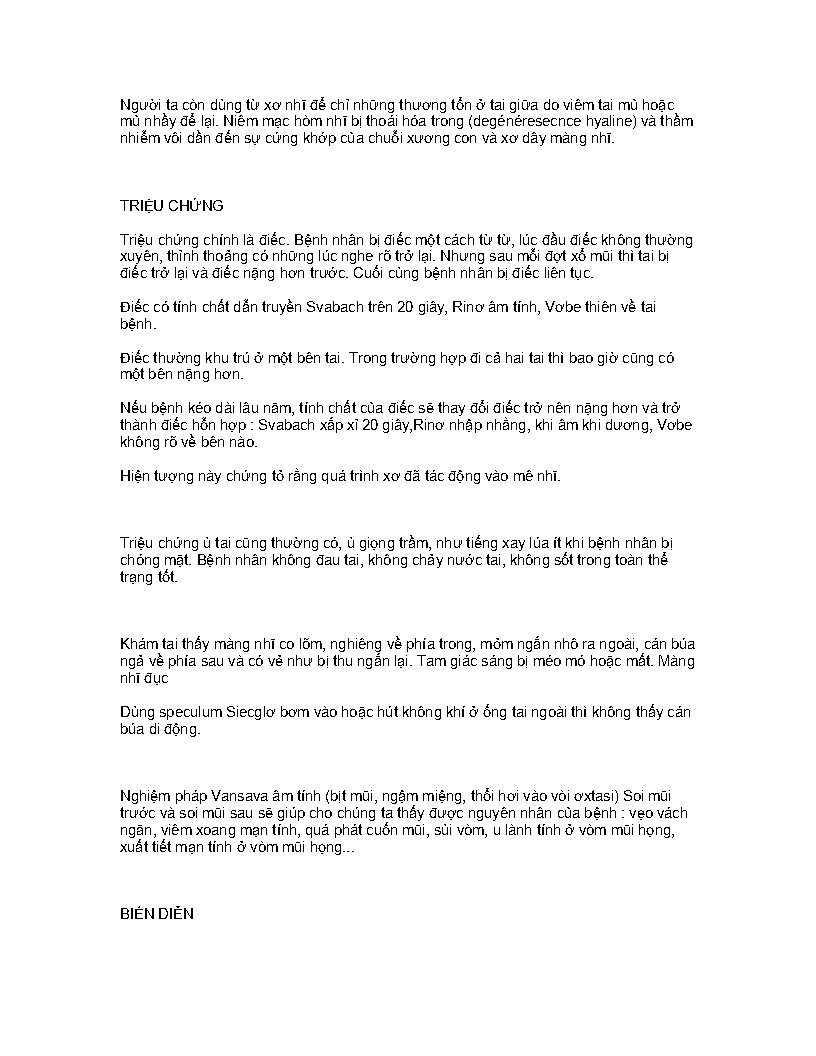 Người ta còn dùng từ xơ nhĩ để chỉ những thương tổn ở tai giữa do viêm tai mủ hoặc
mủ nhầy để lại. Niêm mạc hòm nhĩ bị thoái hóa trong (degénéresecnce hyaline) và thầm
nhiễm vôi dần đến sự cứng khớp của chuỗi xương con và xơ dây màng nhĩ.
TRIỆU CHỨNG
Triệu chứng chính là điếc. Bệnh nhân bị điếc một cách từ từ, lúc đầu điếc không thường
xuyên, thỉnh thoảng có những lúc nghe rõ trở lại. Nhưng sau mỗi đợt xổ mũi thì tai bị
điếc trở lại và điếc nặng hơn trước. Cuối cùng bệnh nhân bị điếc liên tục.
Điếc có tính chất dẫn truyền Svabach trên 20 giây, Rinơ âm tính, Vơbe thiên về tai
bệnh.
Điếc thường khu trú ở một bên tai. Trong trường hợp đi cả hai tai thì bao giờ cũng có
một bên nặng hơn.
Nếu bệnh kéo dài lâu năm, tính chất của điếc sẽ thay đổi điếc trở nên nặng hơn và trở
thành điếc hỗn hợp : Svabach xấp xỉ 20 giây,Rinơ nhập nhằng, khi âm khi dương, Vơbe
không rõ về bên nào.
Hiện tượng này chứng tỏ rằng quá trình xơ đã tác động vào mê nhĩ.
Triệu chứng ù tai cũng thường có, ù giọng trầm, như tiếng xay lúa ít khi bệnh nhân bị
chóng mặt. Bệnh nhân không đau tai, không chảy nước tai, không sốt trong toàn thể
trạng tốt.
Khám tai thấy màng nhĩ co lõm, nghiêng về phía trong, mỏm ngắn nhô ra ngoài, cán búa
ngả về phía sau và có vẻ như bị thu ngắn lại. Tam giác sáng bị méo mó hoặc mất. Màng
nhĩ đục
Dùng speculum Siecglơ bơm vào hoặc hút không khí ở ống tai ngoài thì không thấy cán
búa di động.
Nghiệm pháp Vansava âm tính (bịt mũi, ngậm miệng, thổi hơi vào vòi ơxtasi) Soi mũi
trước và soi mũi sau sẽ giúp cho chúng ta thấy được nguyên nhân của bệnh : vẹo vách
ngăn, viêm xoang mạn tính, quá phát cuốn mũi, sùi vòm, u lành tính ở vòm mũi họng,
xuất tiết mạn tính ở vòm mũi họng...
BIẾN DIỄN